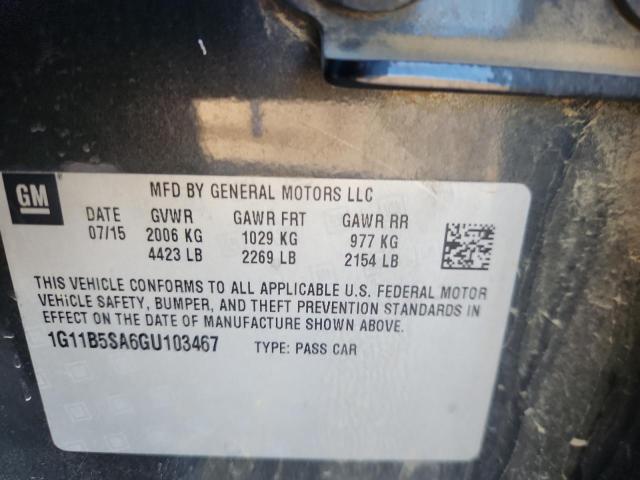 GM
MFD BY GENERAL MOTORS LLC
DATE GVWR GAWR FRT GAWR RR
07/15 2006 KG 1029 KG 977 KG
4423 LB 2269 LB 2154 LB
THIS VEHICLE CONFORMS TO ALL APPLICABLE U.S. FEDERAL MOTOR
VEHICLE SAFETY, BUMPER, AND THEFT PREVENTION STANDARDS IN
EFFECT ON THE DATE OF MANUFACTURE SHOWN ABOVE.
1G11B5SA6GU103467 TYPE: PASS CAR